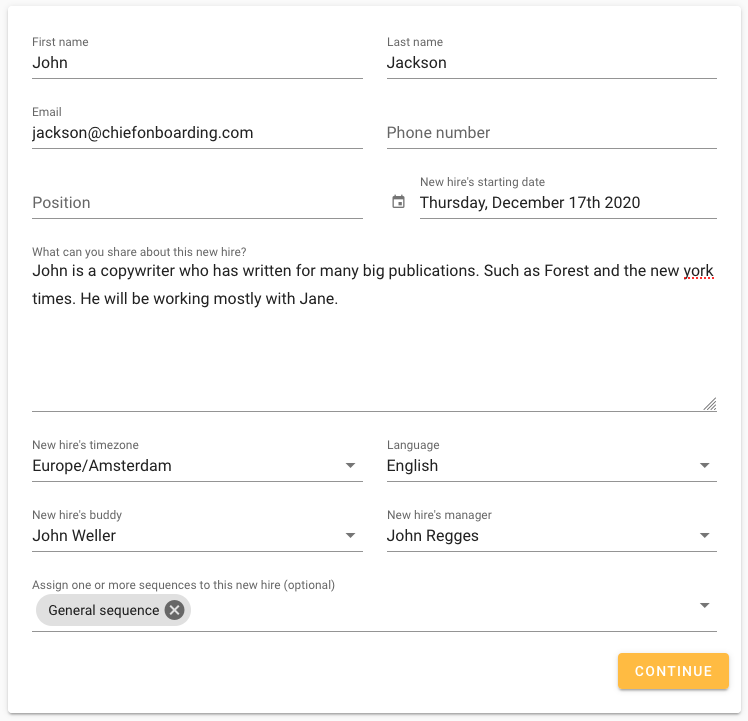 First name
Last name
John
Jackson
Email
jackson@chiefonboarding.com
Phone number
Position
New hire's starting date
Thursday, December 17th 2020
What can you share about this new hire?
John is a copywriter who has written for many big publications. Such as Forest and the new york
times. He will be working mostly with Jane.
New hire's timezone
Language
Europe/Amsterdam
English
New hire's buddy
New hire's manager
John Weller
John Regges
Assign one or more sequences to this new hire (optional)
General sequence
CONTINUE